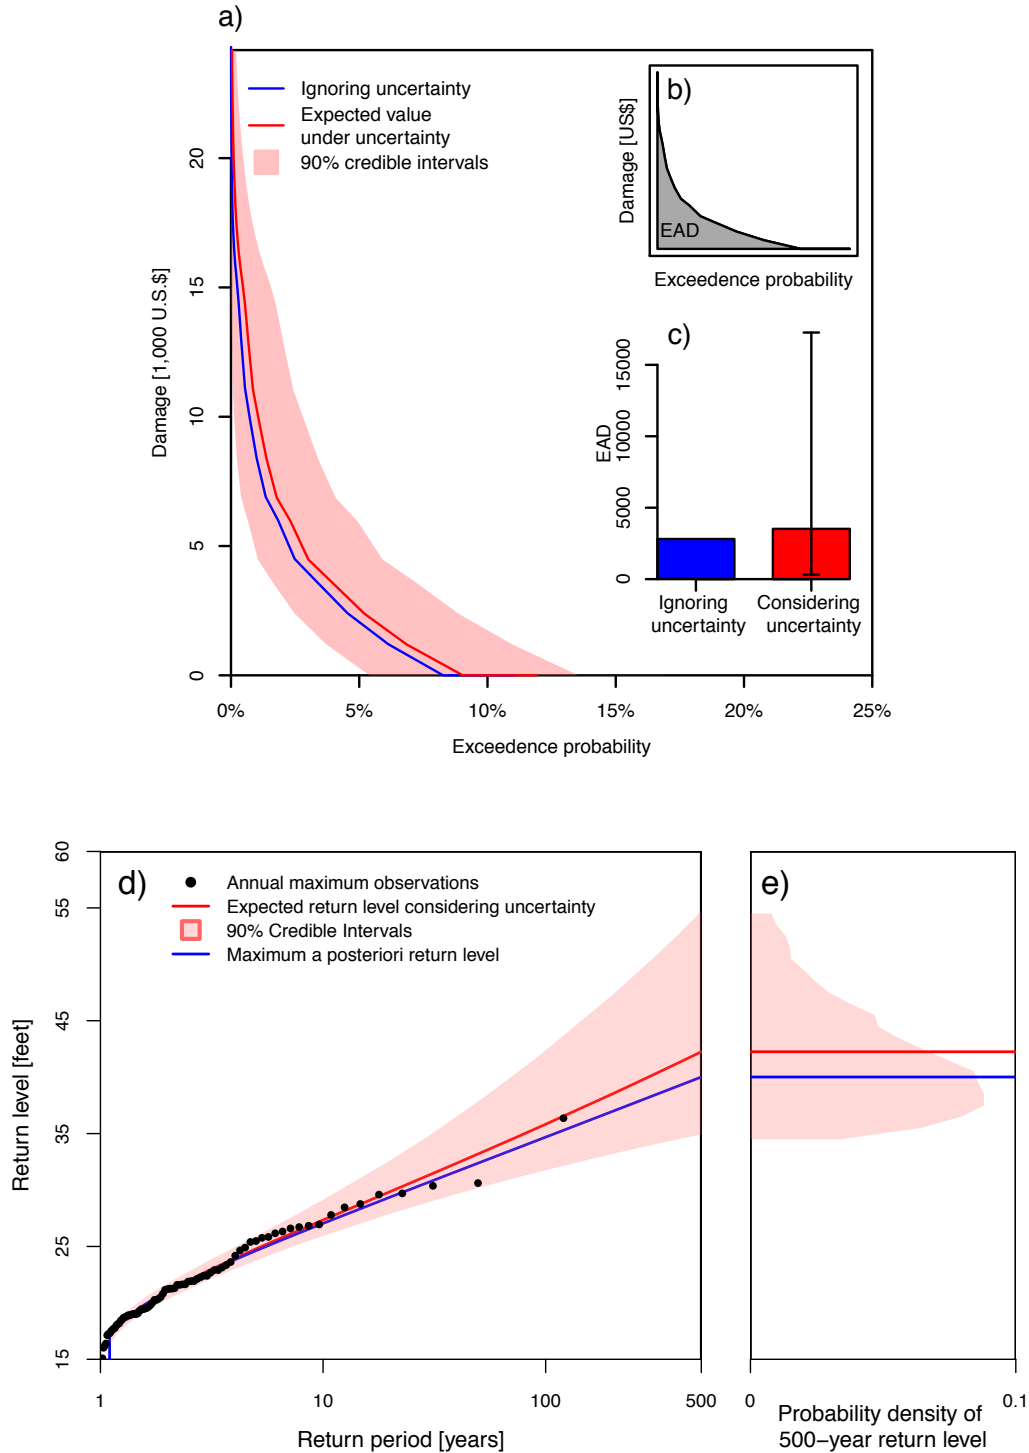 a)
Ignoring uncertainty
Expected value
under uncertainty
90% credible intervals
Damage [1,000 U.S.$]
20
15
10
5
0
0%
5%
10%
15%
20%
25%
Exceedence probability
b)
Damage [US$]
EAD
Exceedence probability
c)
EAD
15000
10000
5000
0
Ignoring
uncertainty
Considering
uncertainty
d)
Annual maximum observations
Expected return level considering uncertainty
90% Credible Intervals
Maximum a posteriori return level
Return level [feet]
60
55
45
35
25
15
1
10
100
500
Return period [years]
e)
0
0.1
Probability density of
500−year return level